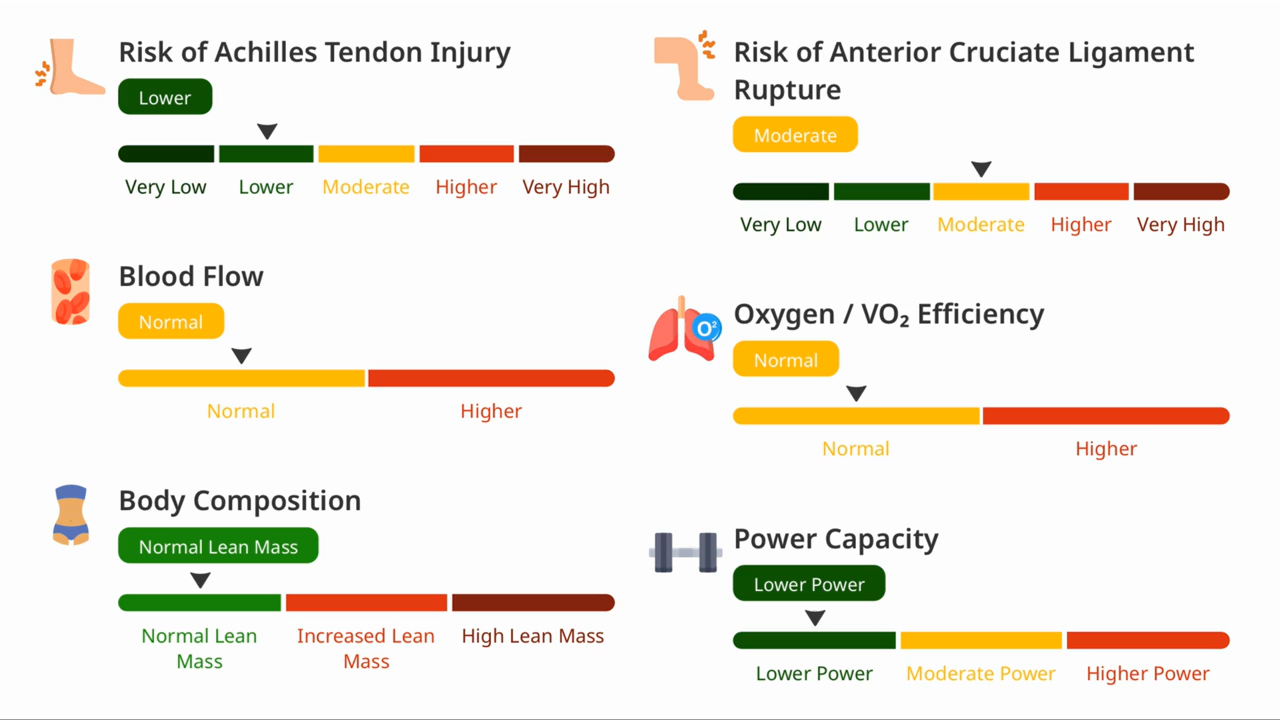 Risk of Achilles Tendon Injury
Lower
Very Low Lower Moderate Higher Very High
Blood Flow
Normal
Normal Higher
Body Composition
Normal Lean Mass
Normal Lean Increased Lean High Lean Mass
Mass Mass
Risk of Anterior Cruciate Ligament
Rupture
Moderate
Very Low Lower Moderate Higher Very High
O²
Oxygen / VO₂ Efficiency
Normal
Normal Higher
Power Capacity
Lower Power
Lower Power Moderate Power Higher Power